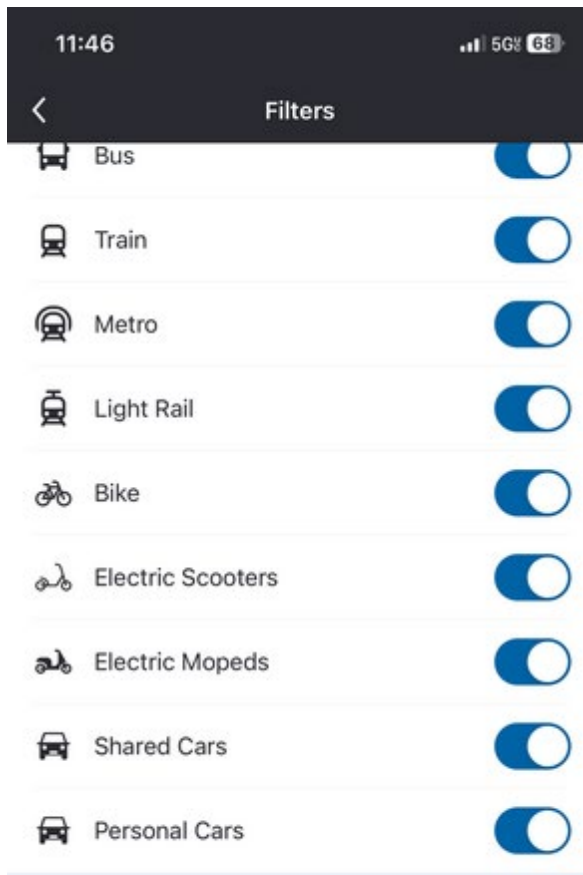 11:46
5G 68
Filters
Bus
Train
Metro
Light Rail
Bike
Electric Scooters
Electric Mopeds
Shared Cars
Personal Cars